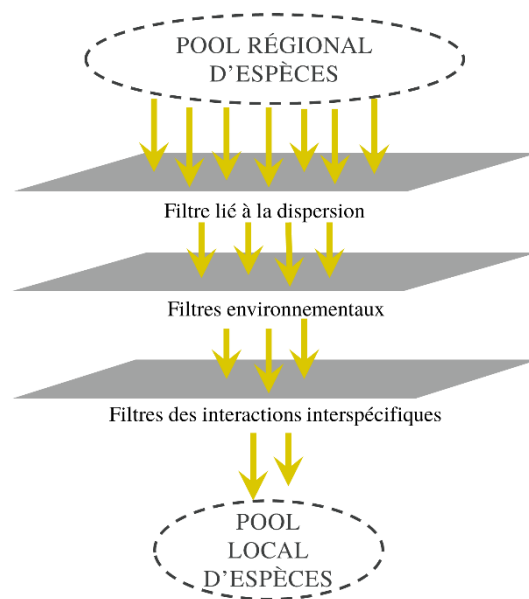 POOL RÉGIONAL
D'ESPÈCES
Filtre lié à la dispersion
Filtres environnementaux
Filtres des interactions interspécifiques
POOL
LOCAL
D'ESPÈCES